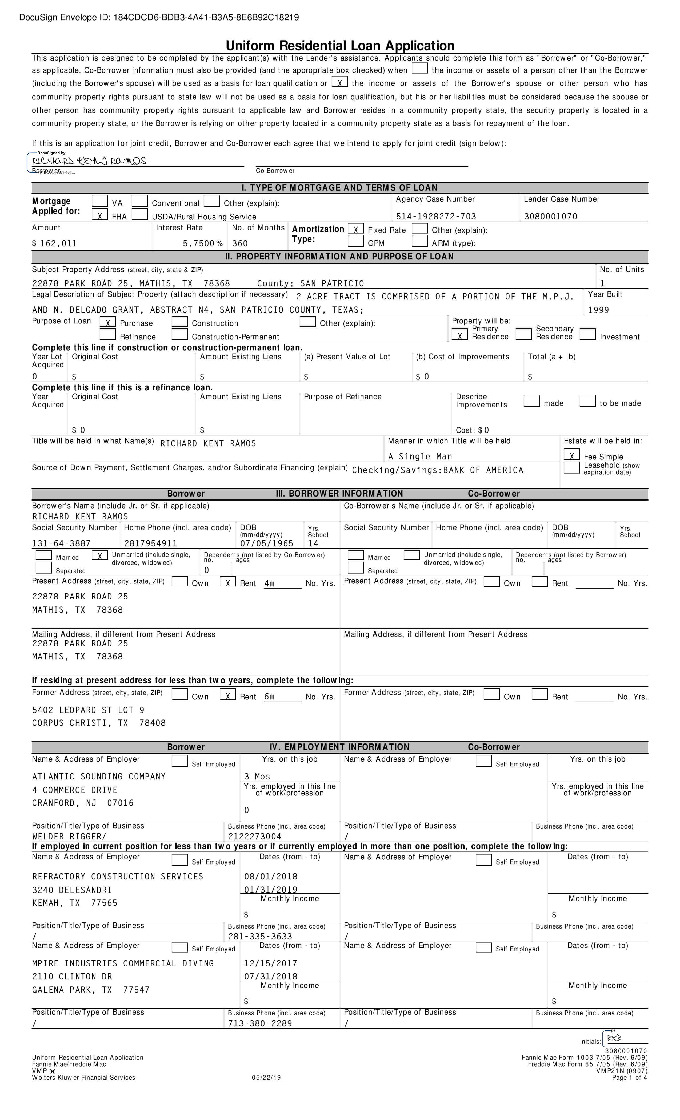 DocuSign Envelope ID: 184CDCD6-BDB3-4A41-B3A5-8E6B92C18219
Uniform Residential Loan Application
This application is designed to be completed by the applicant(s) with the Lender's assistance. Applicants should complete this form as "Borrower" or "Co-Borrower,"
as applicable. Co-Borrower information must also be provided (and the appropriate box checked) when the income or assets of a person other than the Borrower
(including the Borrower's spouse) will be used as a basis for loan qualification or X the income or assets of the Borrower's spouse or other person who has
community property rights pursuant to state law will not be used as a basis for loan qualification, but his or her liabilities must be considered because the spouse or
other person has community property rights pursuant to applicable law and Borrower resides in a community property state, the security property is located in a
community property state, or the Borrower is relying on other property located in a community property state as a basis for repayment of the loan.
If this is an application for joint credit, Borrower and Co-Borrower each agree that we intend to apply for joint credit (sign below):
RICHARD KENT RAMOS
Borrower Co-Borrower
I. TYPE OF MORTGAGE AND TERMS OF LOAN
Mortgage Applied for: VA Conventional Other (explain): Agency Case Number Lender Case Number
X FHA USDA/Rural Housing Service 514-1928272-703 3080001070
Amount Interest Rate No. of Months Amortization Type: X Fixed Rate Other (explain):
$ 162,011 5.7500 % 360 GPM ARM (type):
II. PROPERTY INFORMATION AND PURPOSE OF LOAN
Subject Property Address (street, city, state & ZIP) No. of Units
22870 PARK ROAD 25, MATHIS, TX 78368 County: SAN PATRICIO 1
Legal Description of Subject Property (attach description if necessary) 2 ACRE TRACT IS COMPRISED OF A PORTION OF THE M.P.J. Year Built
AND M. DELGADO GRANT, ABSTRACT N4, SAN PATRICIO COUNTY, TEXAS; 1999
Purpose of Loan X Purchase Construction Other (explain): Property will be:
Refinance Construction-Permanent X Primary Residence Secondary Residence Investment
Complete this line if construction or construction-permanent loan.
Year Lot Acquired Original Cost Amount Existing Liens (a) Present Value of Lot (b) Cost of Improvements Total (a + b)
0 $ $ $ $ 0 $
Complete this line if this is a refinance loan.
Year Acquired Original Cost Amount Existing Liens Purpose of Refinance Describe Improvements made to be made
$ 0 $ Cost: $ 0
Title will be held in what Name(s) RICHARD KENT RAMOS Manner in which Title will be held Estate will be held in:
A Single Man X Fee Simple
Source of Down Payment, Settlement Charges, and/or Subordinate Financing (explain) Checking/Savings:BANK OF AMERICA Leasehold (show expiration date)
Borrower III. BORROWER INFORMATION Co-Borrower
Borrower's Name (include Jr. or Sr. if applicable) Co-Borrower's Name (include Jr. or Sr. if applicable)
RICHARD KENT RAMOS
Social Security Number Home Phone (incl. area code) DOB (mm/dd/yyyy) Yrs. School Social Security Number Home Phone (incl. area code) DOB (mm/dd/yyyy) Yrs. School
131-64-3887 2817954911 07/05/1965 14
Married X Unmarried (include single, divorced, widowed) Dependents (not listed by Co-Borrower) no. ages Married Unmarried (include single, divorced, widowed) Dependents (not listed by Borrower) no. ages
Separated 0 Separated
Present Address (street, city, state, ZIP) Own X Rent 4m No. Yrs. Present Address (street, city, state, ZIP) Own Rent No. Yrs.
22870 PARK ROAD 25
MATHIS, TX 78368
Mailing Address, if different from Present Address Mailing Address, if different from Present Address
22870 PARK ROAD 25
MATHIS, TX 78368
If residing at present address for less than two years, complete the following:
Former Address (street, city, state, ZIP) Own X Rent 6m No. Yrs. Former Address (street, city, state, ZIP) Own Rent No. Yrs.
5402 LEOPARD ST LOT 9
CORPUS CHRISTI, TX 78408
Borrower IV. EMPLOYMENT INFORMATION Co-Borrower
Name & Address of Employer Self Employed Yrs. on this job Name & Address of Employer Self Employed Yrs. on this job
ATLANTIC SOUNDING COMPANY 3 Mos
4 COMMERCE DRIVE Yrs. employed in this line of work/profession Yrs. employed in this line of work/profession
CRANFORD, NJ 07016 0
Position/Title/Type of Business Business Phone (incl. area code) Position/Title/Type of Business Business Phone (incl. area code)
WELDER RIGGER/ 2122273004 /
If employed in current position for less than two years or if currently employed in more than one position, complete the following:
Name & Address of Employer Self Employed Dates (from - to) Name & Address of Employer Self Employed Dates (from - to)
REFRACTORY CONSTRUCTION SERVICES 08/01/2018
3240 DELESANDRI 01/31/2019
KEMAH, TX 77565 Monthly Income Monthly Income
$ $
Position/Title/Type of Business Business Phone (incl. area code) Position/Title/Type of Business Business Phone (incl. area code)
/ 281-335-3633 /
Name & Address of Employer Self Employed Dates (from - to) Name & Address of Employer Self Employed Dates (from - to)
MPIRE INDUSTRIES COMMERCIAL DIVING 12/15/2017
2110 CLINTON DR 07/31/2018
GALENA PARK, TX 77547 Monthly Income Monthly Income
$ $
Position/Title/Type of Business Business Phone (incl. area code) Position/Title/Type of Business Business Phone (incl. area code)
/ 713-380-2289 /
Initials:
3080001070
Uniform Residential Loan Application Fannie Mae Form 1003 7/05 (Rev. 6/09)
Fannie Mae/Freddie Mac Freddie Mac Form 65 7/05 (Rev. 6/09)
VMP ® VMP21N (0907)
Wolters Kluwer Financial Services 05/22/19 Page 1 of 4